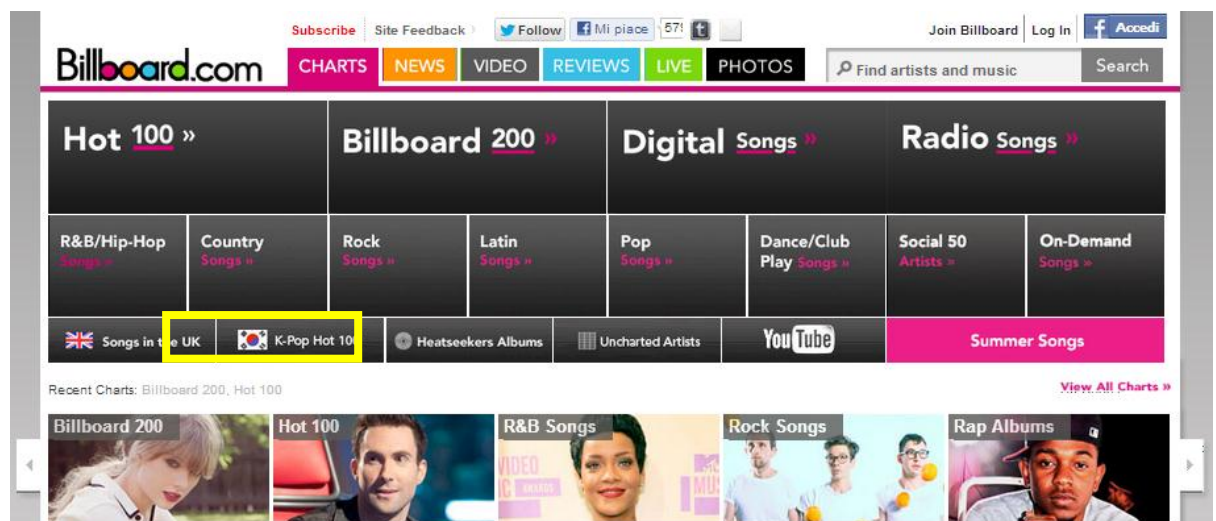 Subscribe Site Feedback Follow Mi piace 579 t Join Billboard Log In f Accedi
Billboard.com CHARTS NEWS VIDEO REVIEWS LIVE PHOTOS Find artists and music Search
Hot 100 » Billboard 200 » Digital Songs » Radio Songs »
R&B/Hip-Hop Country Rock Latin Pop Dance/Club Social 50 On-Demand
Songs » Songs » Songs » Songs » Songs » Play Songs » Artists » Songs »
Songs in the UK K-Pop Hot 100 Heatseekers Albums Uncharted Artists YouTube Summer Songs
Recent Charts: Billboard 200, Hot 100 View All Charts »
Billboard 200 Hot 100 R&B Songs Rock Songs Rap Albums
VIDEO